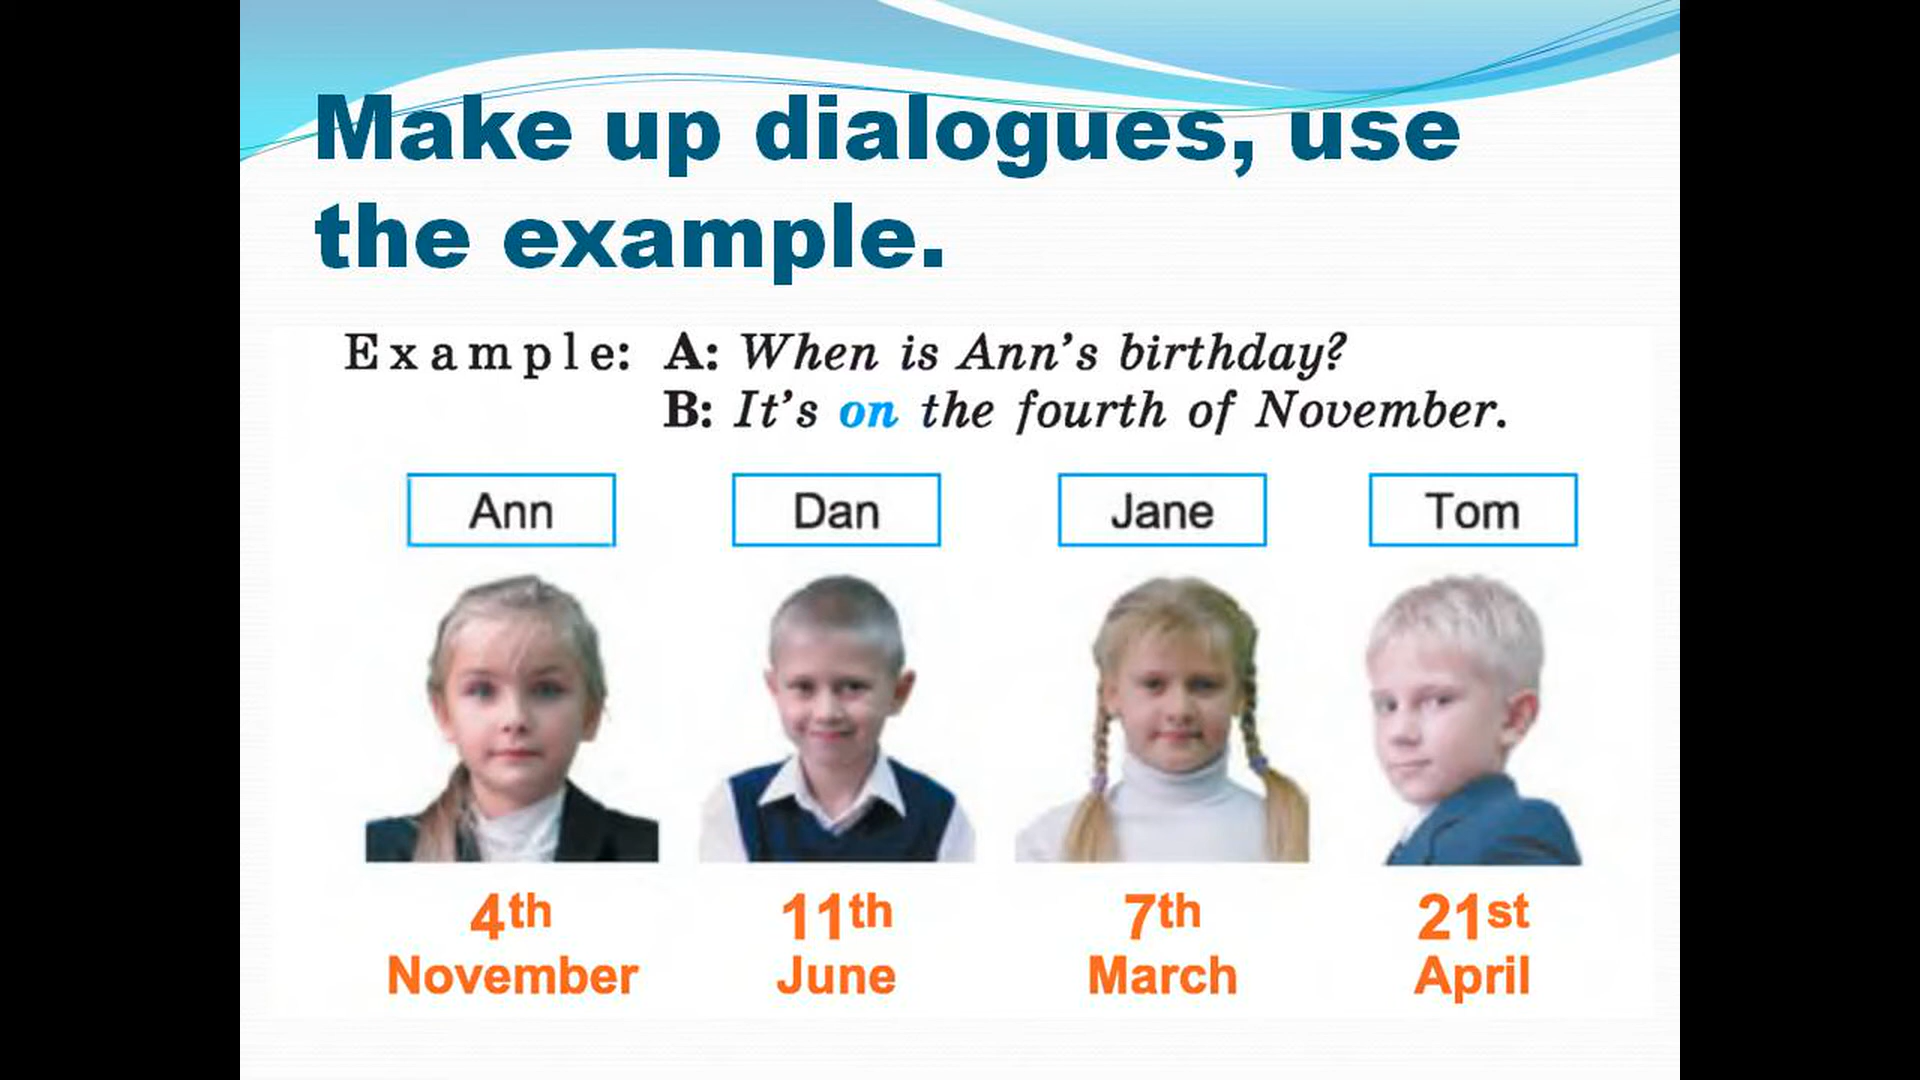 Make up dialogues, use
the example.
Example: A: When is Ann's birthday?
B: It's on the fourth of November.
Ann Dan Jane Tom
4th 11th 7th 21st
November June March April